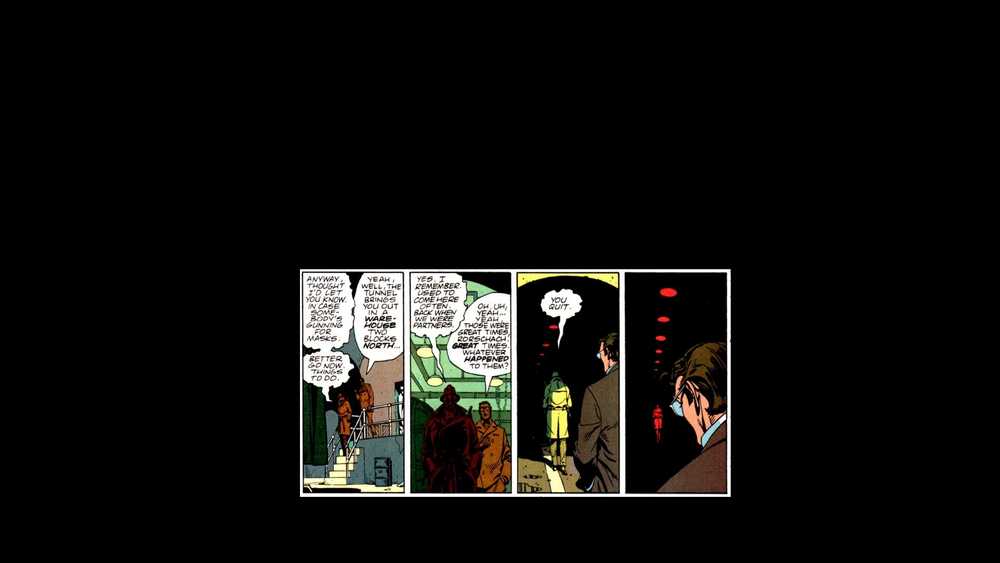 ANYWAY,
THOUGHT
I'D LET
YOU KNOW.
IN CASE
SOME-
BODY'S
GUNNING
FOR
MASKS.
BETTER
GO NOW.
THINGS
TO DO.
YEAH,
WELL, THE
TUNNEL
BRINGS
YOU OUT
IN A
WARE-
HOUSE
TWO
BLOCKS
NORTH...
YES. I
REMEMBER.
USED TO
COME HERE
OFTEN.
BACK WHEN
WE WERE
PARTNERS.
OH. UH,
YEAH...
YEAH,
THOSE WERE
GREAT TIMES,
RORSCHACH.
GREAT TIMES.
WHATEVER
HAPPENED
TO THEM?
YOU
QUIT.